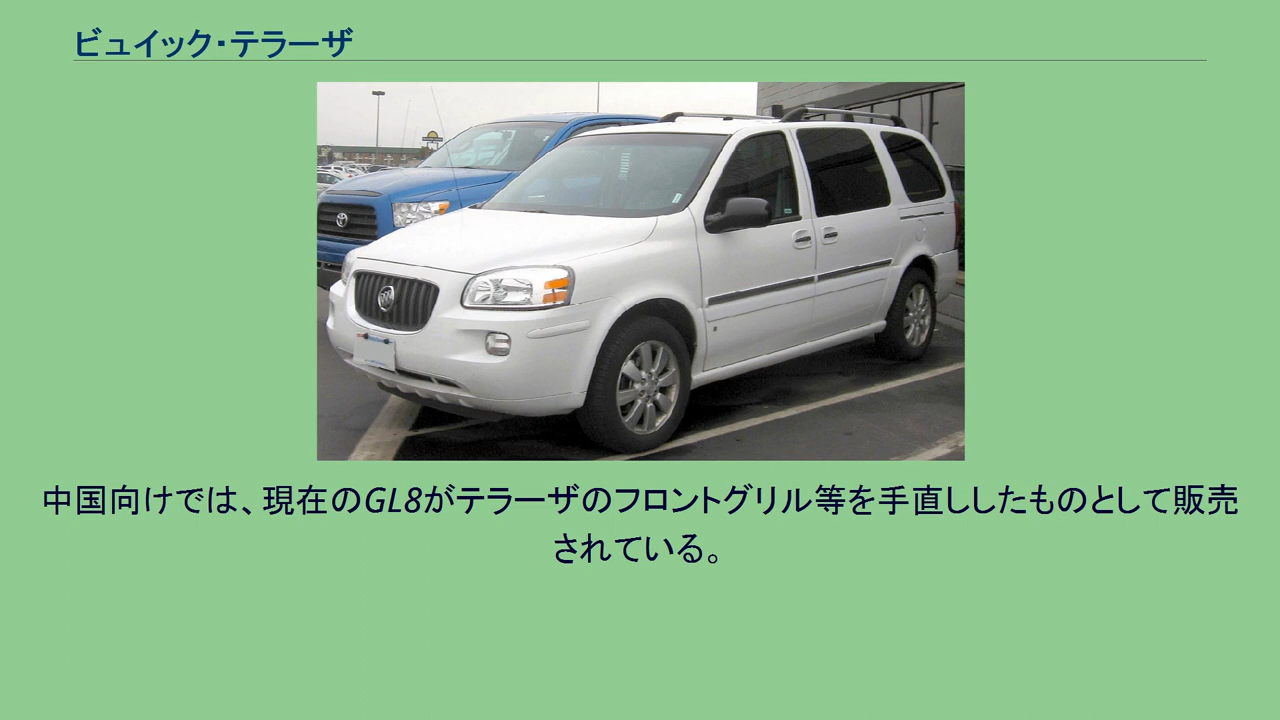 ビュイック・テラーザ
中国向けでは、現在のGL8がテラーザのフロントグリル等を手直ししたものとして販売
されている。